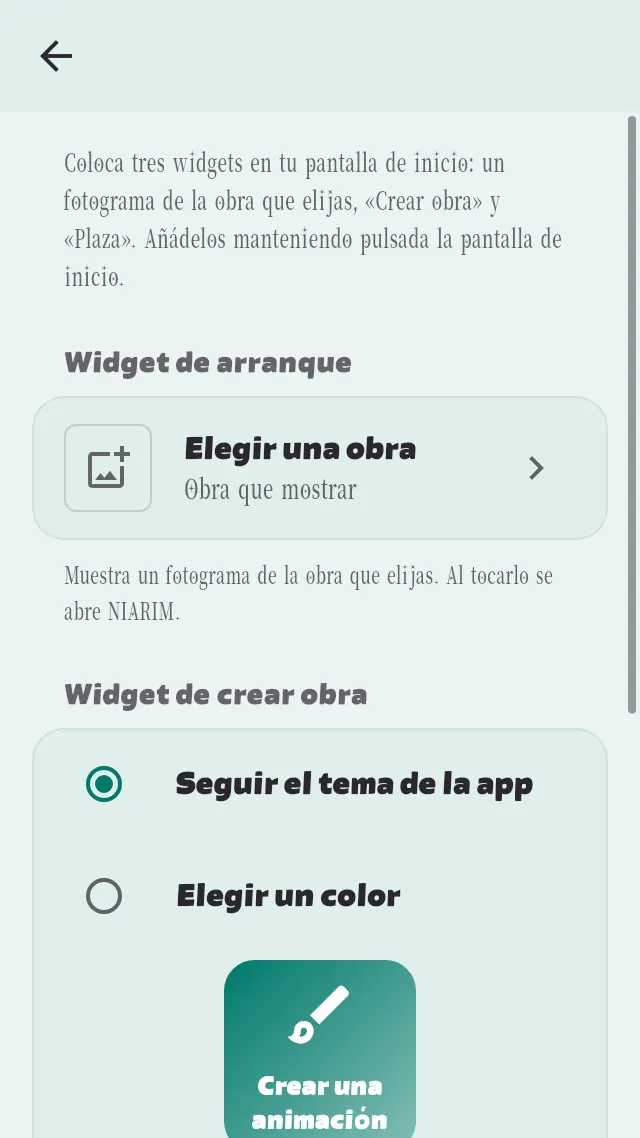 Coloca tres widgets en tu pantalla de inicio: un
fotograma de la obra que elijas, «Crear obra» y
«Plaza». Añádelos manteniendo pulsada la pantalla de
inicio.
Widget de arranque
Elegir una obra
Obra que mostrar
Muestra un fotograma de la obra que elijas. Al tocarlo se
abre NIARIM.
Widget de crear obra
Seguir el tema de la app
Elegir un color
Crear una
animación